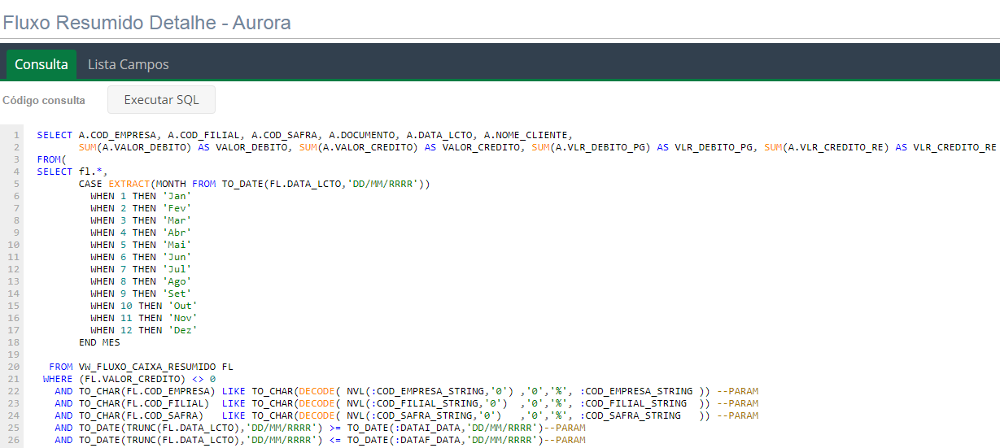 Fluxo Resumido Detalhe - Aurora
Consulta Lista Campos
Código consulta Executar SQL
1 SELECT A.COD_EMPRESA, A.COD_FILIAL, A.COD_SAFRA, A.DOCUMENTO, A.DATA_LCTO, A.NOME_CLIENTE,
2 SUM(A.VALOR_DEBITO) AS VALOR_DEBITO, SUM(A.VALOR_CREDITO) AS VALOR_CREDITO, SUM(A.VLR_DEBITO_PG) AS VLR_DEBITO_PG, SUM(A.VLR_CREDITO_RE) AS VLR_CREDITO_RE
3 FROM(
4 SELECT fl.*,
5 CASE EXTRACT(MONTH FROM TO_DATE(FL.DATA_LCTO,'DD/MM/RRRR'))
6 WHEN 1 THEN 'Jan'
7 WHEN 2 THEN 'Fev'
8 WHEN 3 THEN 'Mar'
9 WHEN 4 THEN 'Abr'
10 WHEN 5 THEN 'Mai'
11 WHEN 6 THEN 'Jun'
12 WHEN 7 THEN 'Jul'
13 WHEN 8 THEN 'Ago'
14 WHEN 9 THEN 'Set'
15 WHEN 10 THEN 'Out'
16 WHEN 11 THEN 'Nov'
17 WHEN 12 THEN 'Dez'
18 END MES
19
20 FROM VW_FLUXO_CAIXA_RESUMIDO FL
21 WHERE (FL.VALOR_CREDITO) <> 0
22 AND TO_CHAR(FL.COD_EMPRESA) LIKE TO_CHAR(DECODE( NVL(:COD_EMPRESA_STRING,'0') ,'0','%', :COD_EMPRESA_STRING )) --PARAM
23 AND TO_CHAR(FL.COD_FILIAL) LIKE TO_CHAR(DECODE( NVL(:COD_FILIAL_STRING,'0') ,'0','%', :COD_FILIAL_STRING )) --PARAM
24 AND TO_CHAR(FL.COD_SAFRA) LIKE TO_CHAR(DECODE( NVL(:COD_SAFRA_STRING,'0') ,'0','%', :COD_SAFRA_STRING )) --PARAM
25 AND TO_DATE(TRUNC(FL.DATA_LCTO),'DD/MM/RRRR') >= TO_DATE(:DATAI_DATA,'DD/MM/RRRR')--PARAM
26 AND TO_DATE(TRUNC(FL.DATA_LCTO),'DD/MM/RRRR') <= TO_DATE(:DATAF_DATA,'DD/MM/RRRR')--PARAM